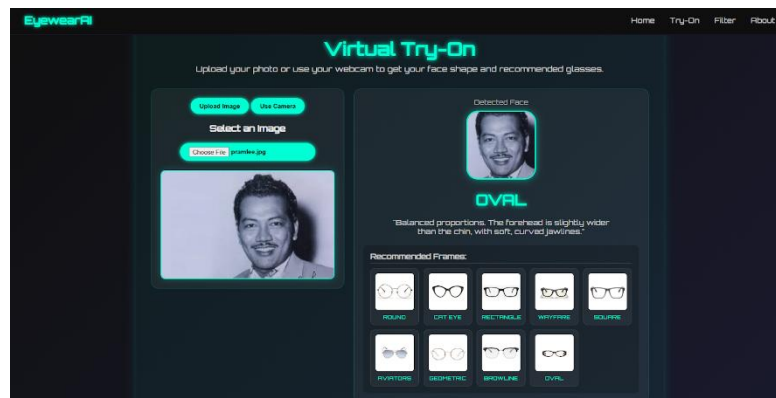 EyewearAI
Home Try-On Filter About
Virtual Try-On
Upload your photo or use your webcam to get your face shape and recommended glasses.
Upload Image Use Camera
Select an Image
Choose File pramlee.jpg
Detected Face
OVAL
"Balanced proportions. The forehead is slightly wider
than the chin, with soft, curved jawlines."
Recommended Frames:
ROUND CAT EYE RECTANGLE WAYFARE SQUARE
AVIATORS GEOMETRIC BROWLINE OVAL